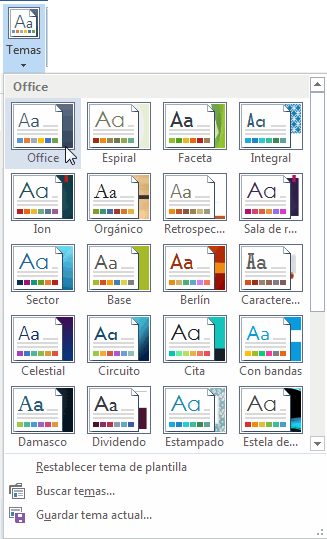 Aa
Temas
Office
Aa Aa Aa Aa
Office Espiral Faceta Integral
Aa Aa Aa Aa
Ion Orgánico Retrospec... Sala de r...
Aa Aa Aa Aa
Sector Base Berlín Caractere...
Aa Aa Aa Aa
Celestial Circuito Cita Con bandas
Aa Aa Aa Aa
Damasco Dividendo Estampado Estela de...
Restablecer tema de plantilla
Buscar temas...
Guardar tema actual...